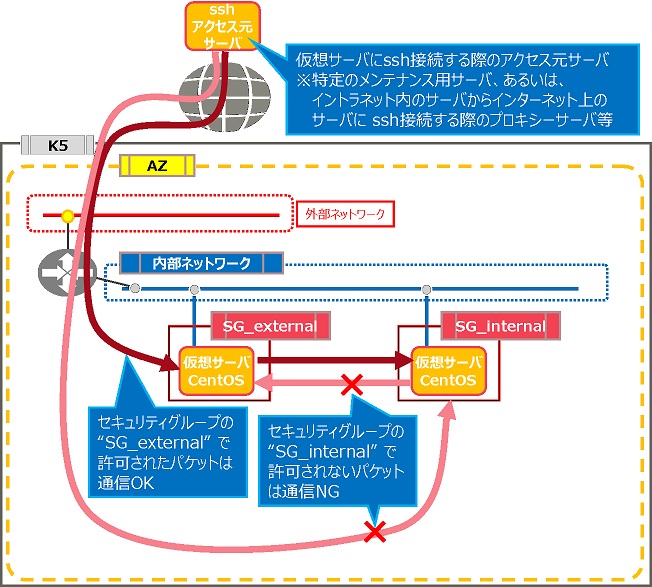 ssh
アクセス元
サーバ
仮想サーバにssh接続する際のアクセス元サーバ
※特定のメンテナンス用サーバ、あるいは、
イントラネット内のサーバからインターネット上の
サーバに ssh接続する際のプロキシーサーバ等
K5
AZ
外部ネットワーク
内部ネットワーク
SG_external
SG_internal
仮想サーバ
CentOS
仮想サーバ
CentOS
セキュリティグループの
“SG_external” で
許可されたパケットは
通信OK
セキュリティグループの
“SG_internal” で
許可されないパケット
は通信NG